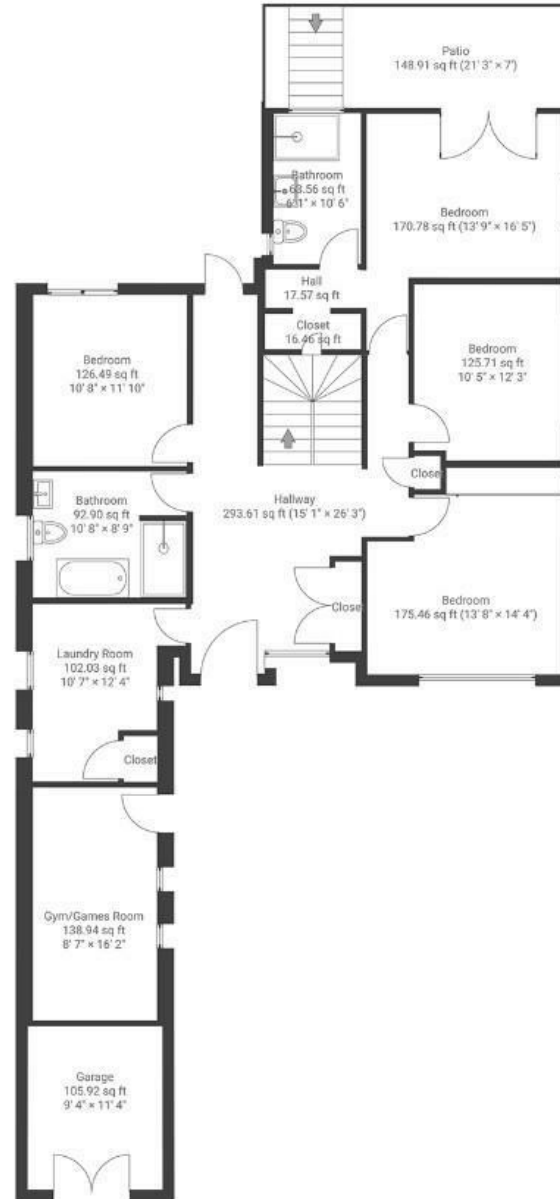 Patio
148.91 sq ft (21' 3" × 7')
Bathroom
63.56 sq ft
6' 1" × 10' 6"
Bedroom
170.78 sq ft (13' 9" × 16' 5")
Hall
17.57 sq ft
Closet
16.46 sq ft
Bedroom
126.49 sq ft
10' 8" × 11' 10"
Bedroom
125.71 sq ft
10' 5" × 12' 3"
Close
Bathroom
92.90 sq ft
10' 8" × 8' 9"
Hallway
293.61 sq ft (15' 1" × 26' 3")
Close
Bedroom
175.46 sq ft (13' 8" × 14' 4")
Laundry Room
102.03 sq ft
10' 7" × 12' 4"
Closet
Gym/Games Room
138.94 sq ft
8' 7" × 16' 2"
Garage
105.92 sq ft
9' 4" × 11' 4"